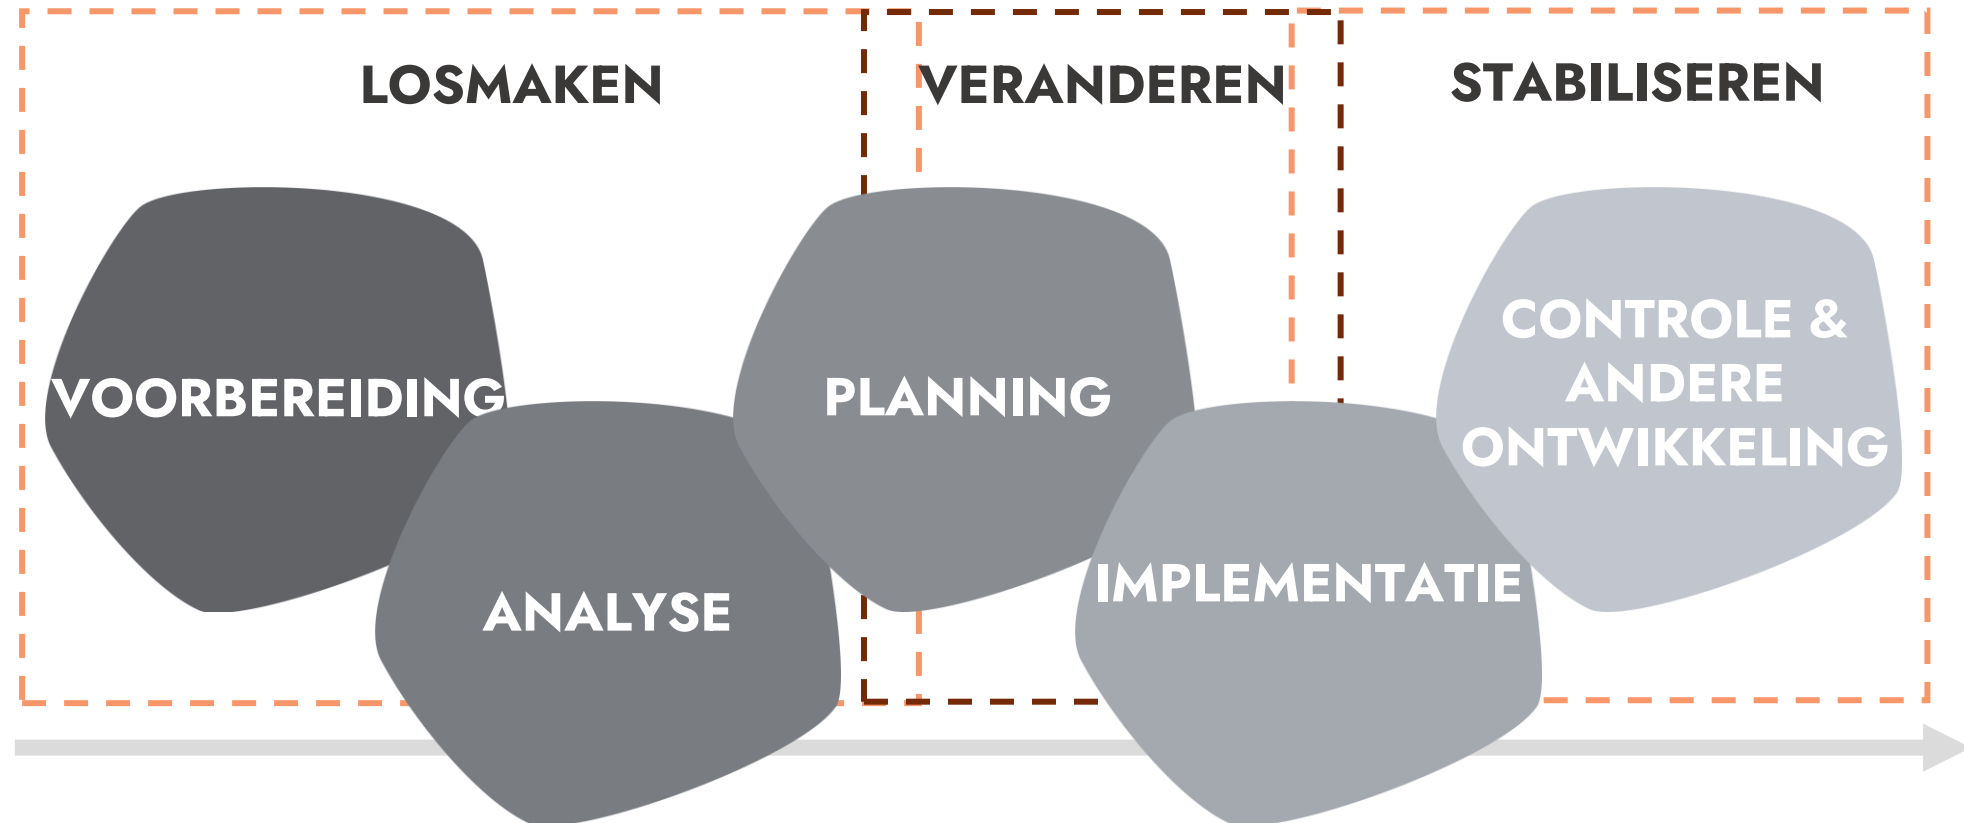 LOSMAKEN
VERANDEREN
STABILISEREN
VOORBEREIDING
ANALYSE
PLANNING
IMPLEMENTATIE
CONTROLE &
ANDERE
ONTWIKKELING